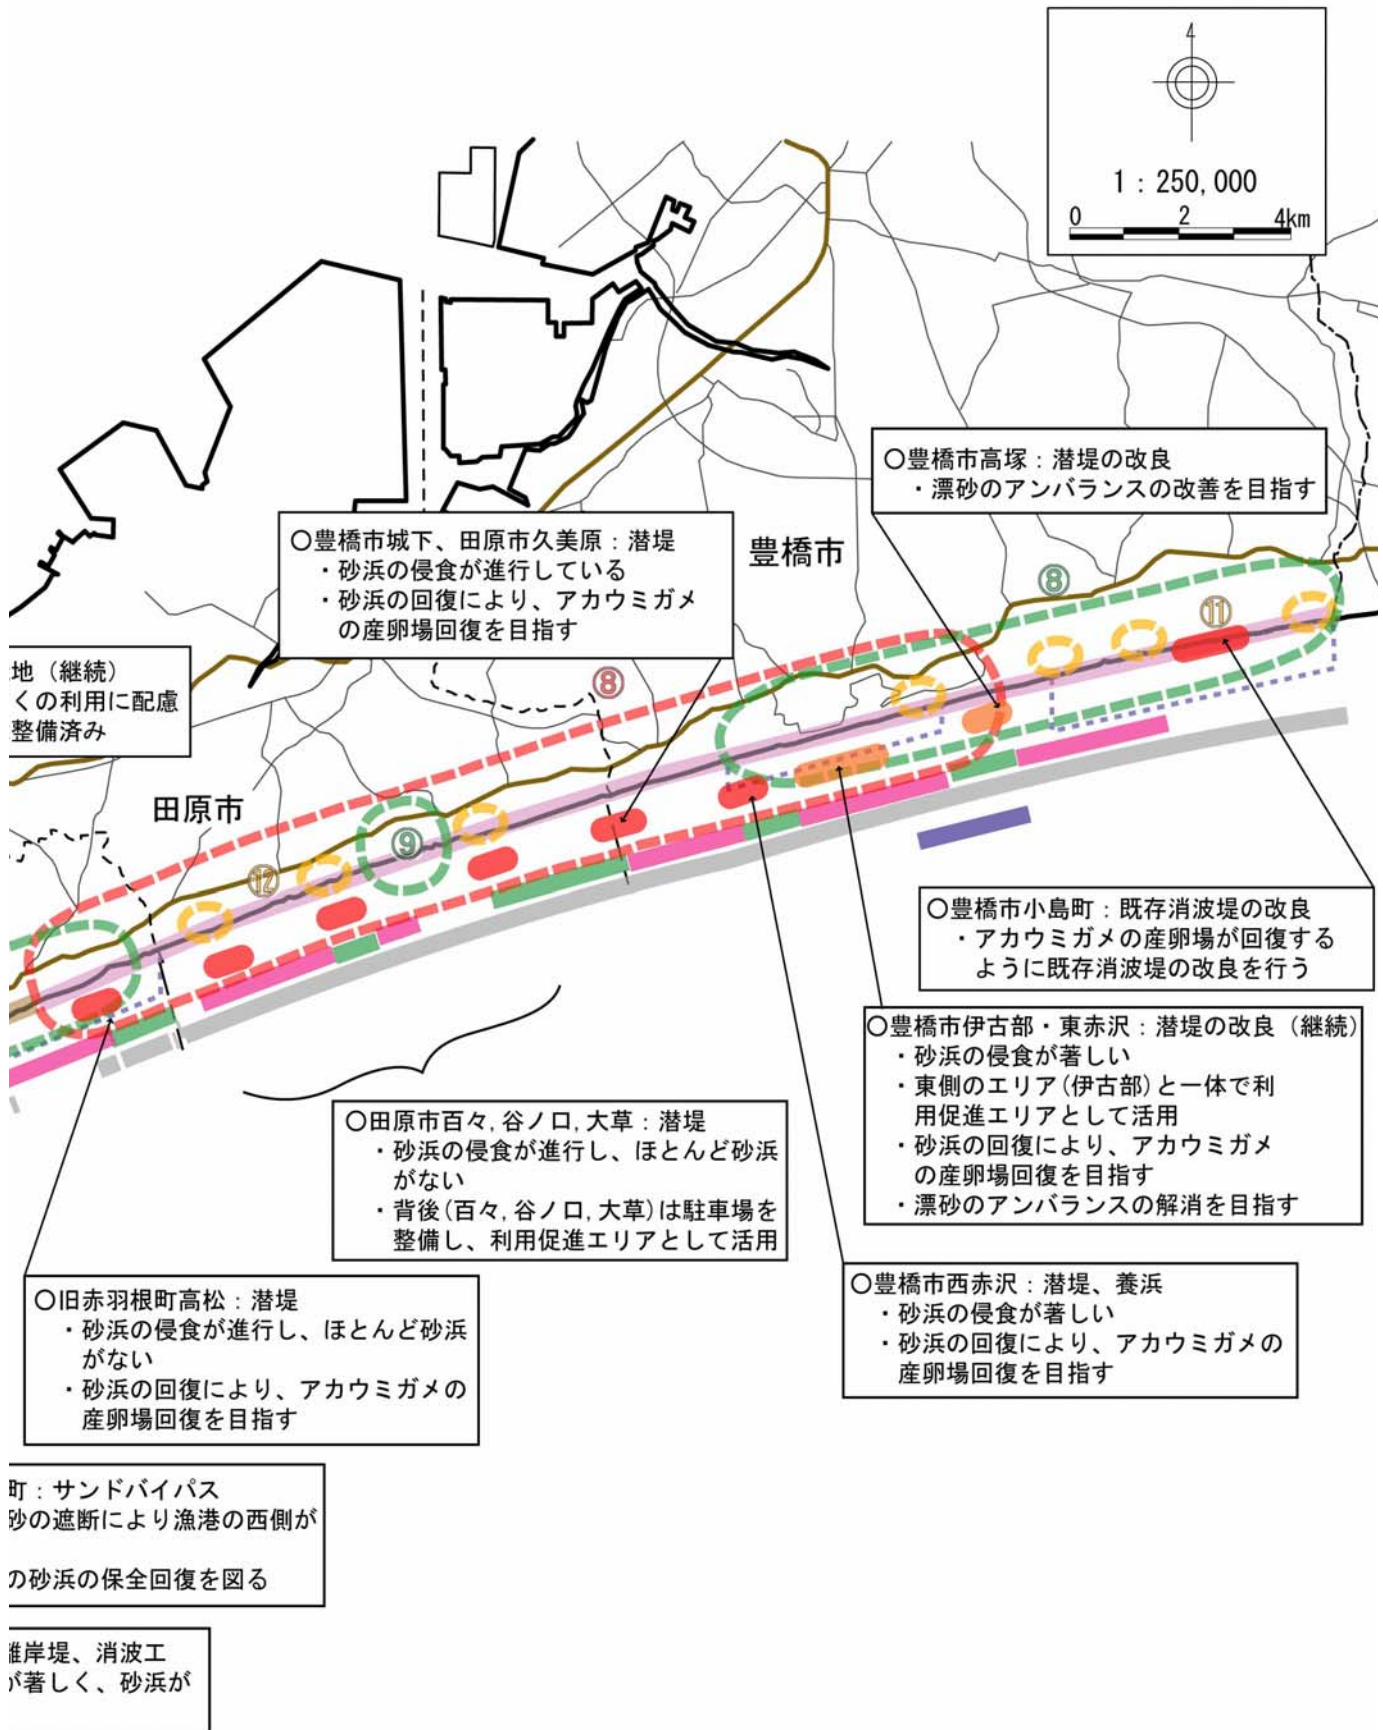 4
1：250,000
0 2 4km
○豊橋市高塚：潜堤の改良
・漂砂のアンバランスの改善を目指す
○豊橋市城下、田原市久美原：潜堤
・砂浜の侵食が進行している
・砂浜の回復により、アカウミガメ
の産卵場回復を目指す
豊橋市
⑧
⑪
地（継続）
くの利用に配慮
整備済み
⑧
田原市
⑨
⑫
○豊橋市小島町：既存消波堤の改良
・アカウミガメの産卵場が回復する
ように既存消波堤の改良を行う
○豊橋市伊古部・東赤沢：潜堤の改良（継続）
・砂浜の侵食が著しい
・東側のエリア(伊古部)と一体で利
用促進エリアとして活用
・砂浜の回復により、アカウミガメ
の産卵場回復を目指す
・漂砂のアンバランスの解消を目指す
○田原市百々,谷ノ口,大草：潜堤
・砂浜の侵食が進行し、ほとんど砂浜
がない
・背後(百々,谷ノ口,大草)は駐車場を
整備し、利用促進エリアとして活用
○豊橋市西赤沢：潜堤、養浜
・砂浜の侵食が著しい
・砂浜の回復により、アカウミガメの
産卵場回復を目指す
○旧赤羽根町高松：潜堤
・砂浜の侵食が進行し、ほとんど砂浜
がない
・砂浜の回復により、アカウミガメの
産卵場回復を目指す
町：サンドバイパス
砂の遮断により漁港の西側が
の砂浜の保全回復を図る
離岸堤、消波工
が著しく、砂浜が